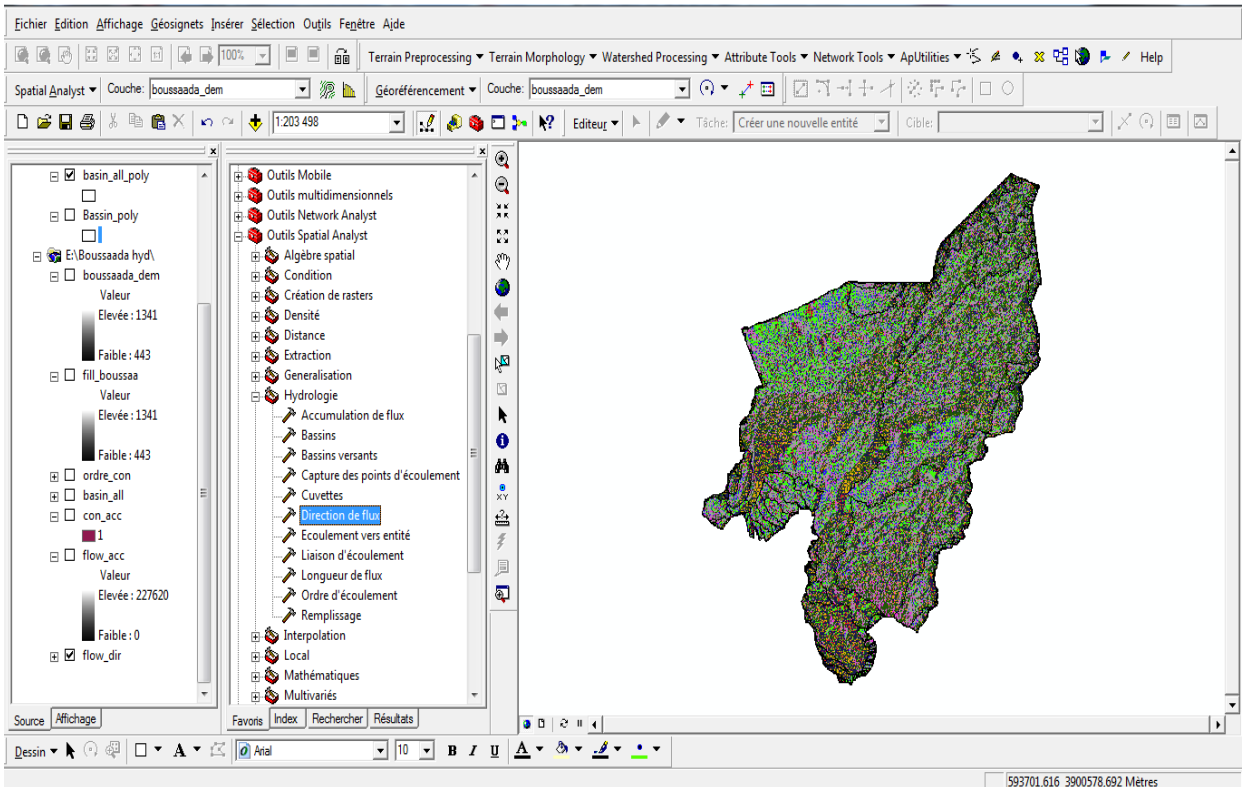 Fichier Edition Affichage Géosignets Insérer Sélection Outils Fenêtre Aide
100% Terrain Preprocessing Terrain Morphology Watershed Processing Attribute Tools Network Tools ApUtilities Help
Spatial Analyst Couche: boussaada_dem Géoréférencement Couche: boussaada_dem
1:203 498 Editeur Tâche: Créer une nouvelle entité Cible:
basin_all_poly
Bassin_poly
E:\Boussaada hyd\
boussaada_dem
Valeur
Elevée : 1341
Faible : 443
fill_boussaa
Valeur
Elevée : 1341
Faible : 443
ordre_con
basin_all
con_acc
1
flow_acc
Valeur
Elevée : 227620
Faible : 0
flow_dir
Source Affichage
Outils Mobile
Outils multidimensionnels
Outils Network Analyst
Outils Spatial Analyst
Algèbre spatial
Condition
Création de rasters
Densité
Distance
Extraction
Generalisation
Hydrologie
Accumulation de flux
Bassins
Bassins versants
Capture des points d'écoulement
Cuvettes
Direction de flux
Ecoulement vers entité
Liaison d'écoulement
Longueur de flux
Ordre d'écoulement
Remplissage
Interpolation
Local
Mathématiques
Multivariés
Favoris Index Rechercher Résultats
XY
Dessin A Arial 10 B I U A
593701.616 3900578.692 Mètres